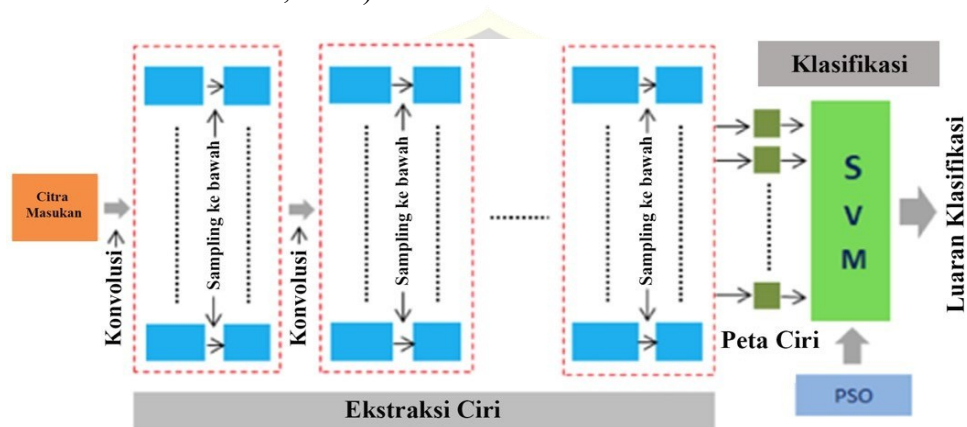 Klasifikasi
Citra
Masukan
Konvolusi
Sampling ke bawah
Konvolusi
Sampling ke bawah
Sampling ke bawah
S
V
M
Luaran Klasifikasi
Peta Ciri
PSO
Ekstraksi Ciri